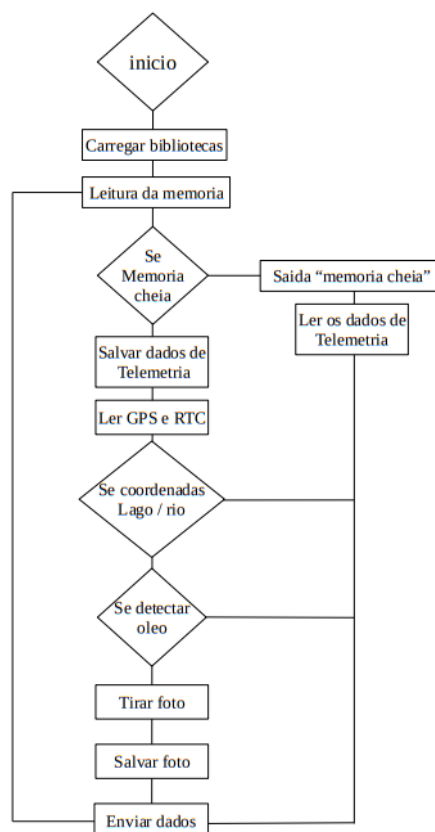 inicio
Carregar bibliotecas
Leitura da memoria
Se
Memoria
cheia
Saida “memoria cheia”
Ler os dados de
Telemetria
Salvar dados de
Telemetria
Ler GPS e RTC
Se coordenadas
Lago / rio
Se detectar
oleo
Tirar foto
Salvar foto
Enviar dados